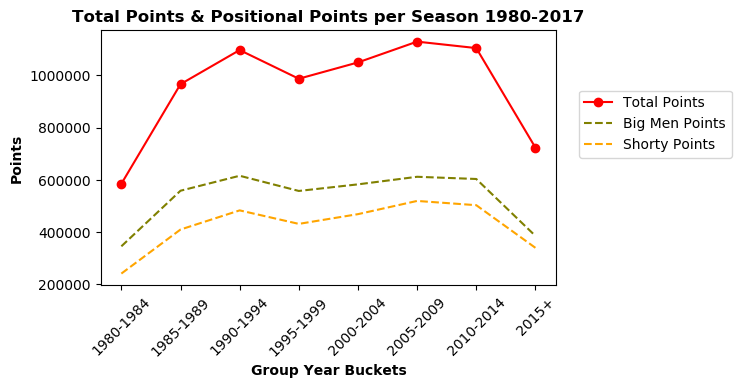 Total Points & Positional Points per Season 1980-2017
Points
1000000
800000
600000
400000
200000
1980-1984
1985-1989
1990-1994
1995-1999
2000-2004
2005-2009
2010-2014
2015+
Group Year Buckets
Total Points
Big Men Points
Shorty Points